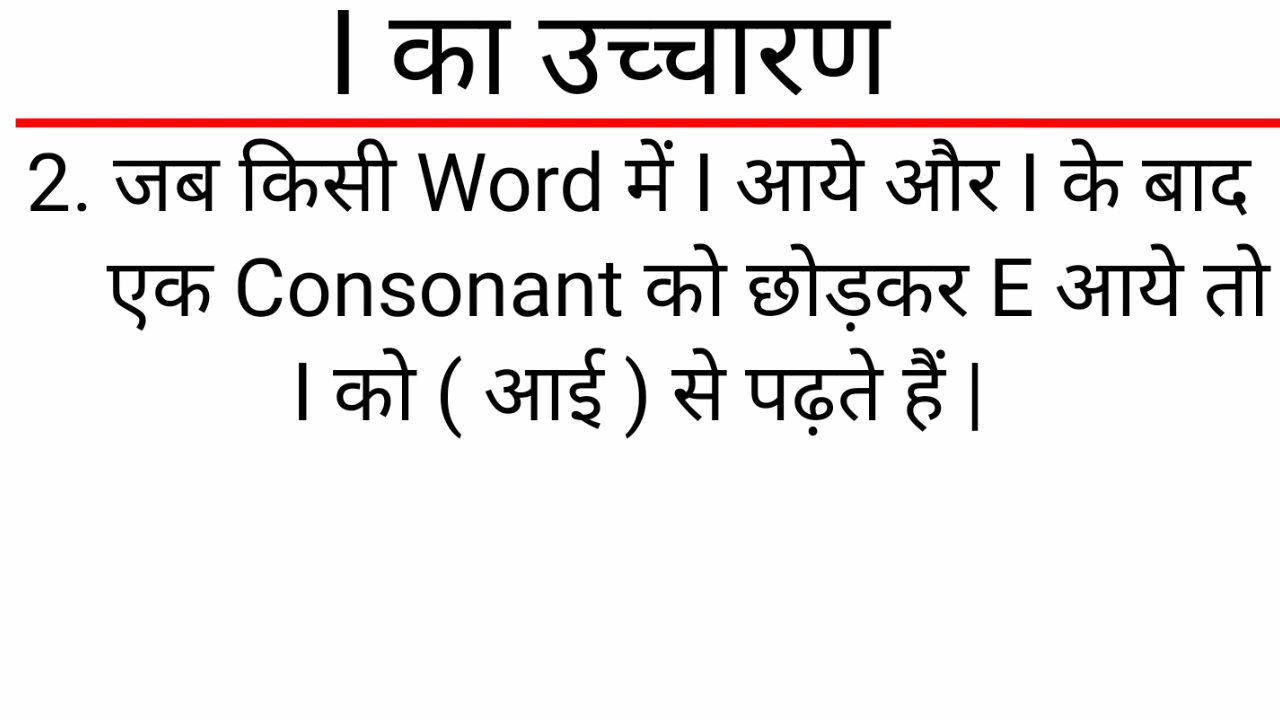 I का उच्चारण
2. जब किसी Word में I आये और I के बाद
एक Consonant को छोड़कर E आये तो
I को ( आई ) से पढ़ते हैं |